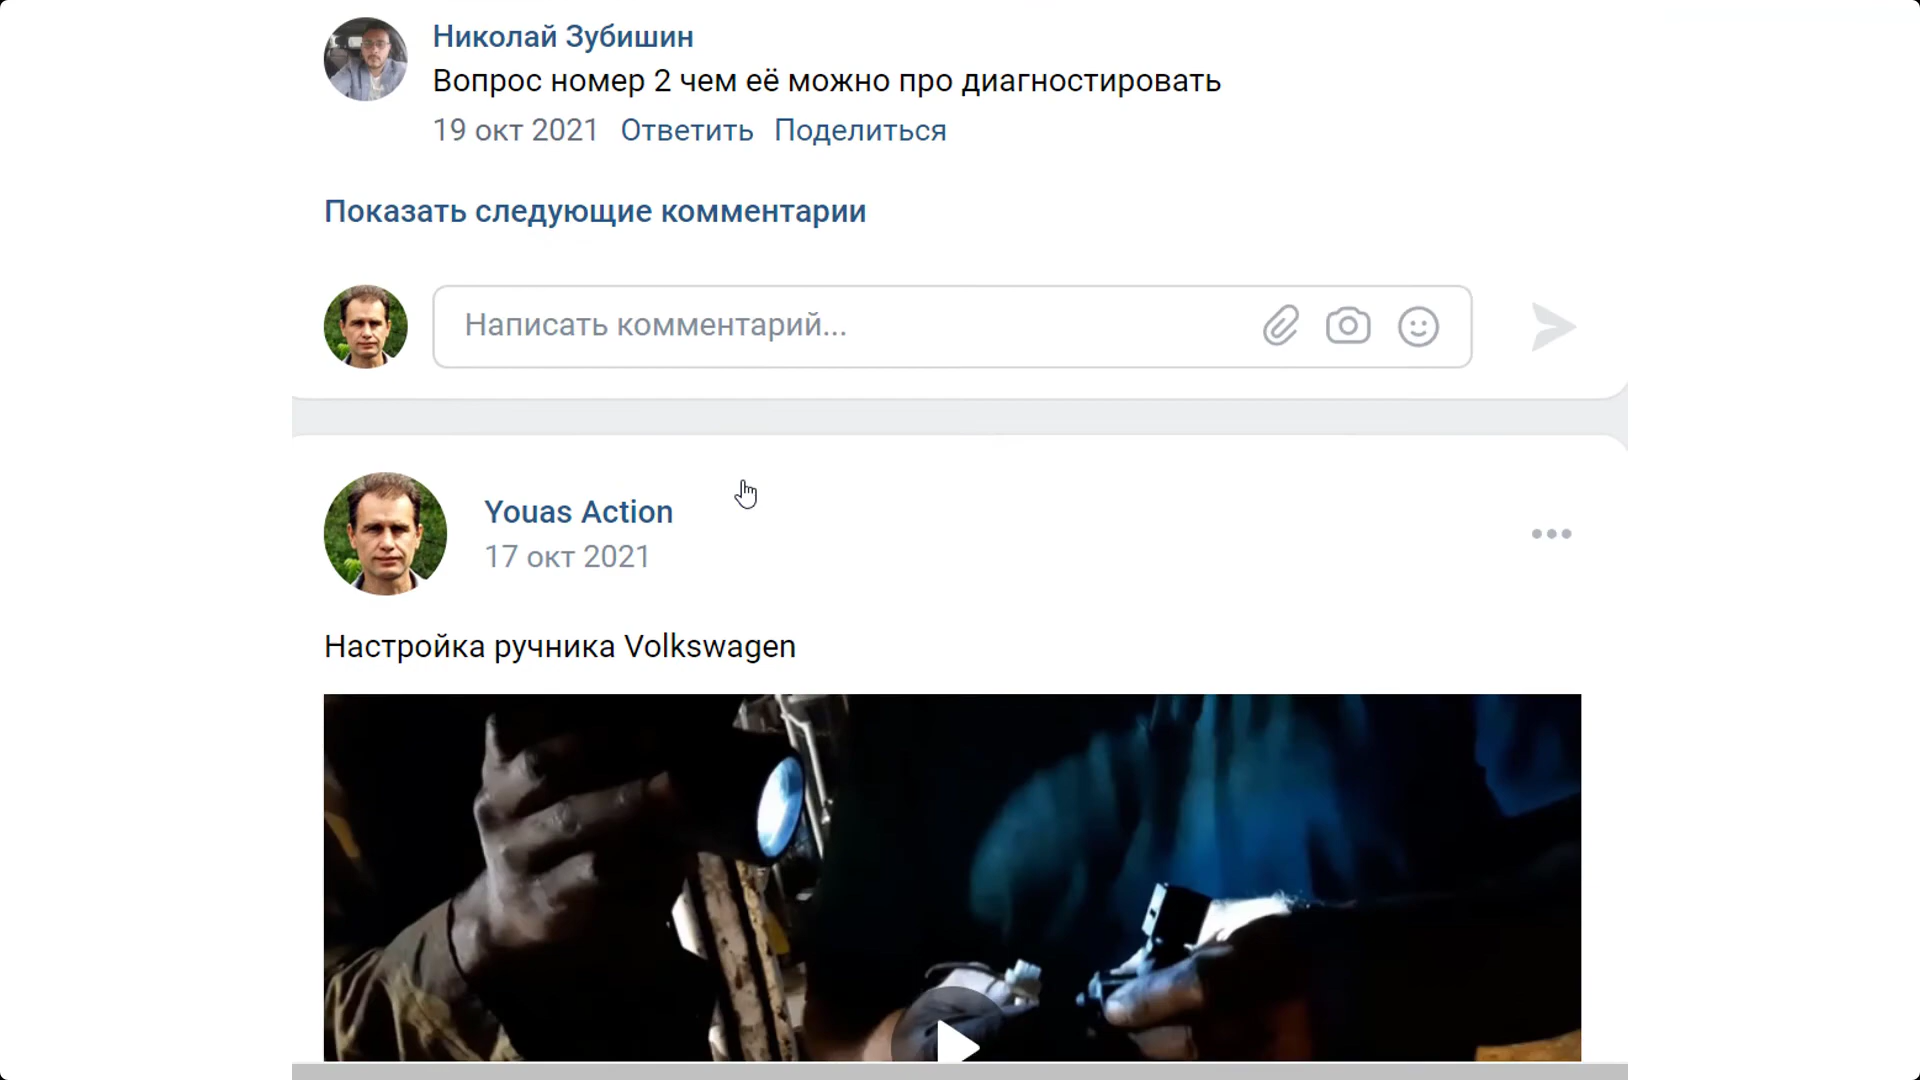 Николай Зубишин
Вопрос номер 2 чем её можно про диагностировать
19 окт 2021 Ответить Поделиться
Показать следующие комментарии
Написать комментарий...
Youas Action
17 окт 2021
Настройка ручника Volkswagen